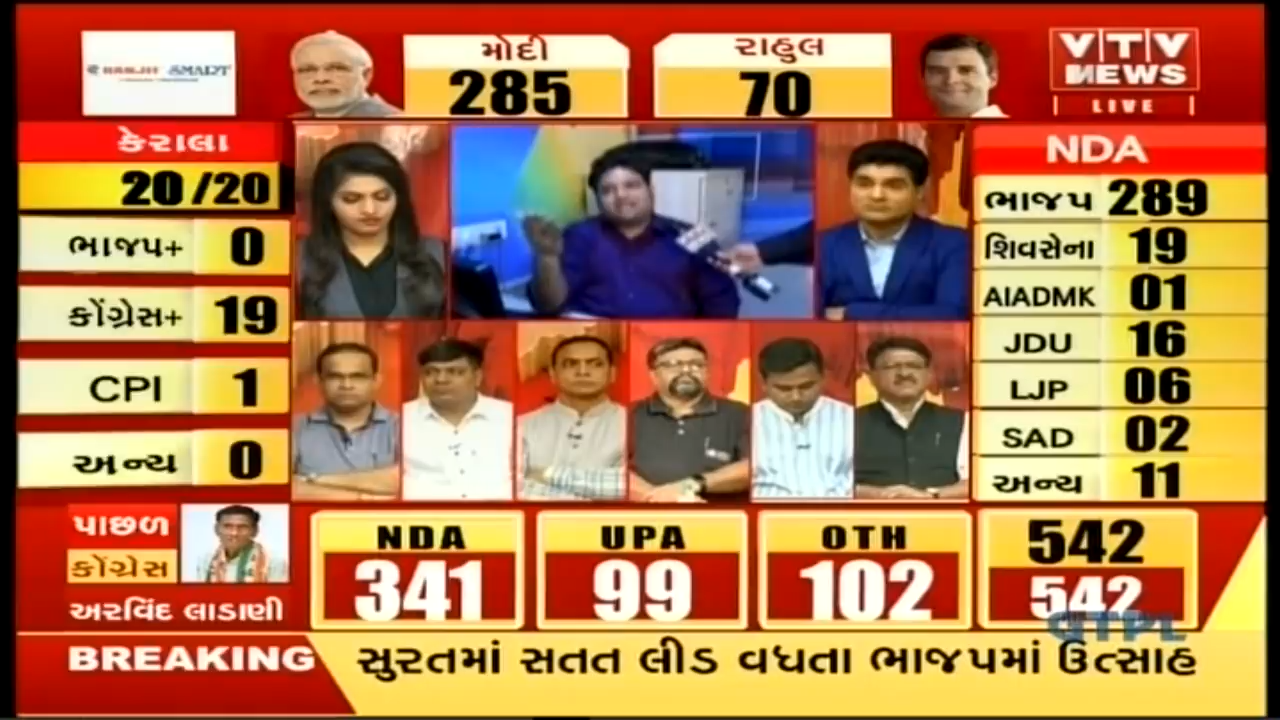 મોદી
285
રાહુલ
70
VTV
NEWS
LIVE
SMART
કેરાલા
20/20
ભાજપ+ 0
કોંગ્રેસ+ 19
CPI 1
અન્ય 0
NDA
ભાજપ 289
શિવસેના 19
AIADMK 01
JDU 16
LJP 06
SAD 02
અન્ય 11
પાછળ
કોંગ્રેસ
અરવિંદ લાડાણી
NDA
341
UPA
99
OTH
102
542
542
GTPL
BREAKING
સુરતમાં સતત લીડ વધતા ભાજપમાં ઉત્સાહ